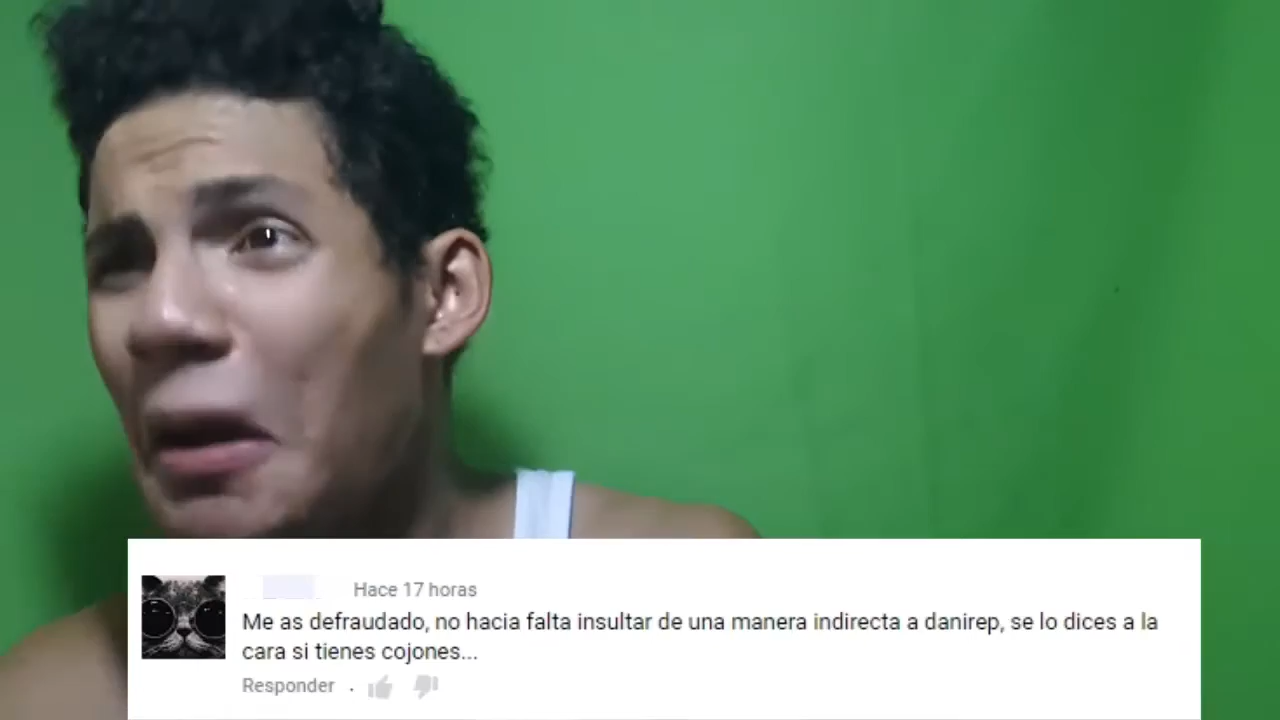 Hace 17 horas
Me as defraudado, no hacia falta insultar de una manera indirecta a danirep, se lo dices a la
cara si tienes cojones...
Responder .